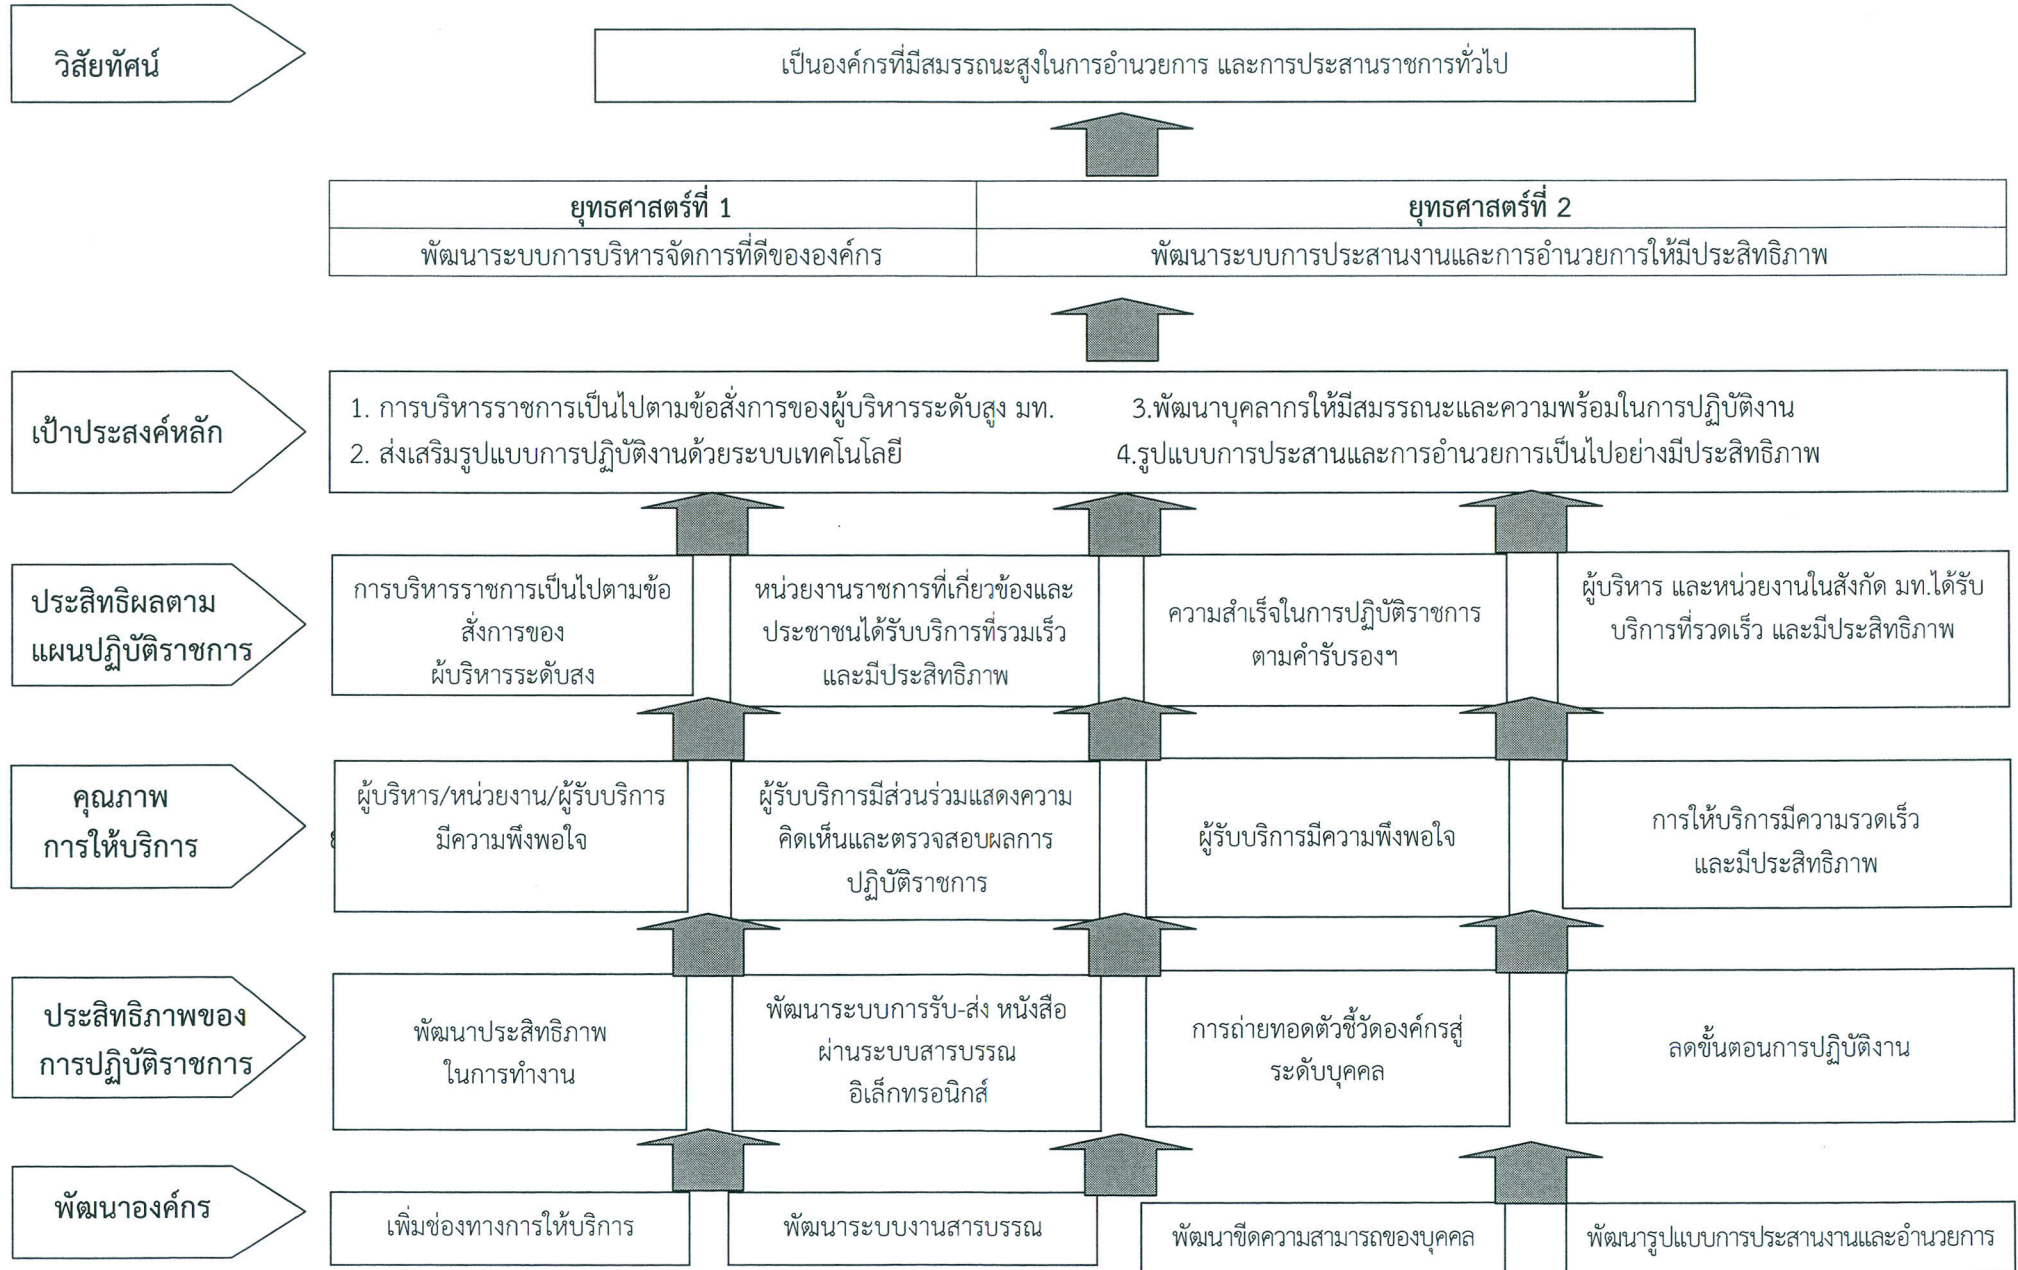 วิสัยทัศน์
เป็นองค์กรที่มีสมรรถนะสูงในการอำนวยการ และการประสานราชการทั่วไป
ยุทธศาสตร์ที่ 1
ยุทธศาสตร์ที่ 2
พัฒนาระบบการบริหารจัดการที่ดีขององค์กร
พัฒนาระบบการประสานงานและการอำนวยการให้มีประสิทธิภาพ
เป้าประสงค์หลัก
1. การบริหารราชการเป็นไปตามข้อสั่งการของผู้บริหารระดับสูง มท.
3.พัฒนาบุคลากรให้มีสมรรถนะและความพร้อมในการปฏิบัติงาน
2. ส่งเสริมรูปแบบการปฏิบัติงานด้วยระบบเทคโนโลยี
4.รูปแบบการประสานและการอำนวยการเป็นไปอย่างมีประสิทธิภาพ
ประสิทธิผลตาม
แผนปฏิบัติราชการ
การบริหารราชการเป็นไปตามข้อ
สั่งการของ
ผู้บริหารระดับสูง
หน่วยงานราชการที่เกี่ยวข้องและ
ประชาชนได้รับบริการที่รวมเร็ว
และมีประสิทธิภาพ
ความสำเร็จในการปฏิบัติราชการ
ตามคำรับรองฯ
ผู้บริหาร และหน่วยงานในสังกัด มท.ได้รับ
บริการที่รวดเร็ว และมีประสิทธิภาพ
คุณภาพ
การให้บริการ
ผู้บริหาร/หน่วยงาน/ผู้รับบริการ
มีความพึงพอใจ
ผู้รับบริการมีส่วนร่วมแสดงความ
คิดเห็นและตรวจสอบผลการ
ปฏิบัติราชการ
ผู้รับบริการมีความพึงพอใจ
การให้บริการมีความรวดเร็ว
และมีประสิทธิภาพ
ประสิทธิภาพของ
การปฏิบัติราชการ
พัฒนาประสิทธิภาพ
ในการทำงาน
พัฒนาระบบการรับ-ส่ง หนังสือ
ผ่านระบบสารบรรณ
อิเล็กทรอนิกส์
การถ่ายทอดตัวชี้วัดองค์กรสู่
ระดับบุคคล
ลดขั้นตอนการปฏิบัติงาน
พัฒนาองค์กร
เพิ่มช่องทางการให้บริการ
พัฒนาระบบงานสารบรรณ
พัฒนาขีดความสามารถของบุคคล
พัฒนารูปแบบการประสานงานและอำนวยการ